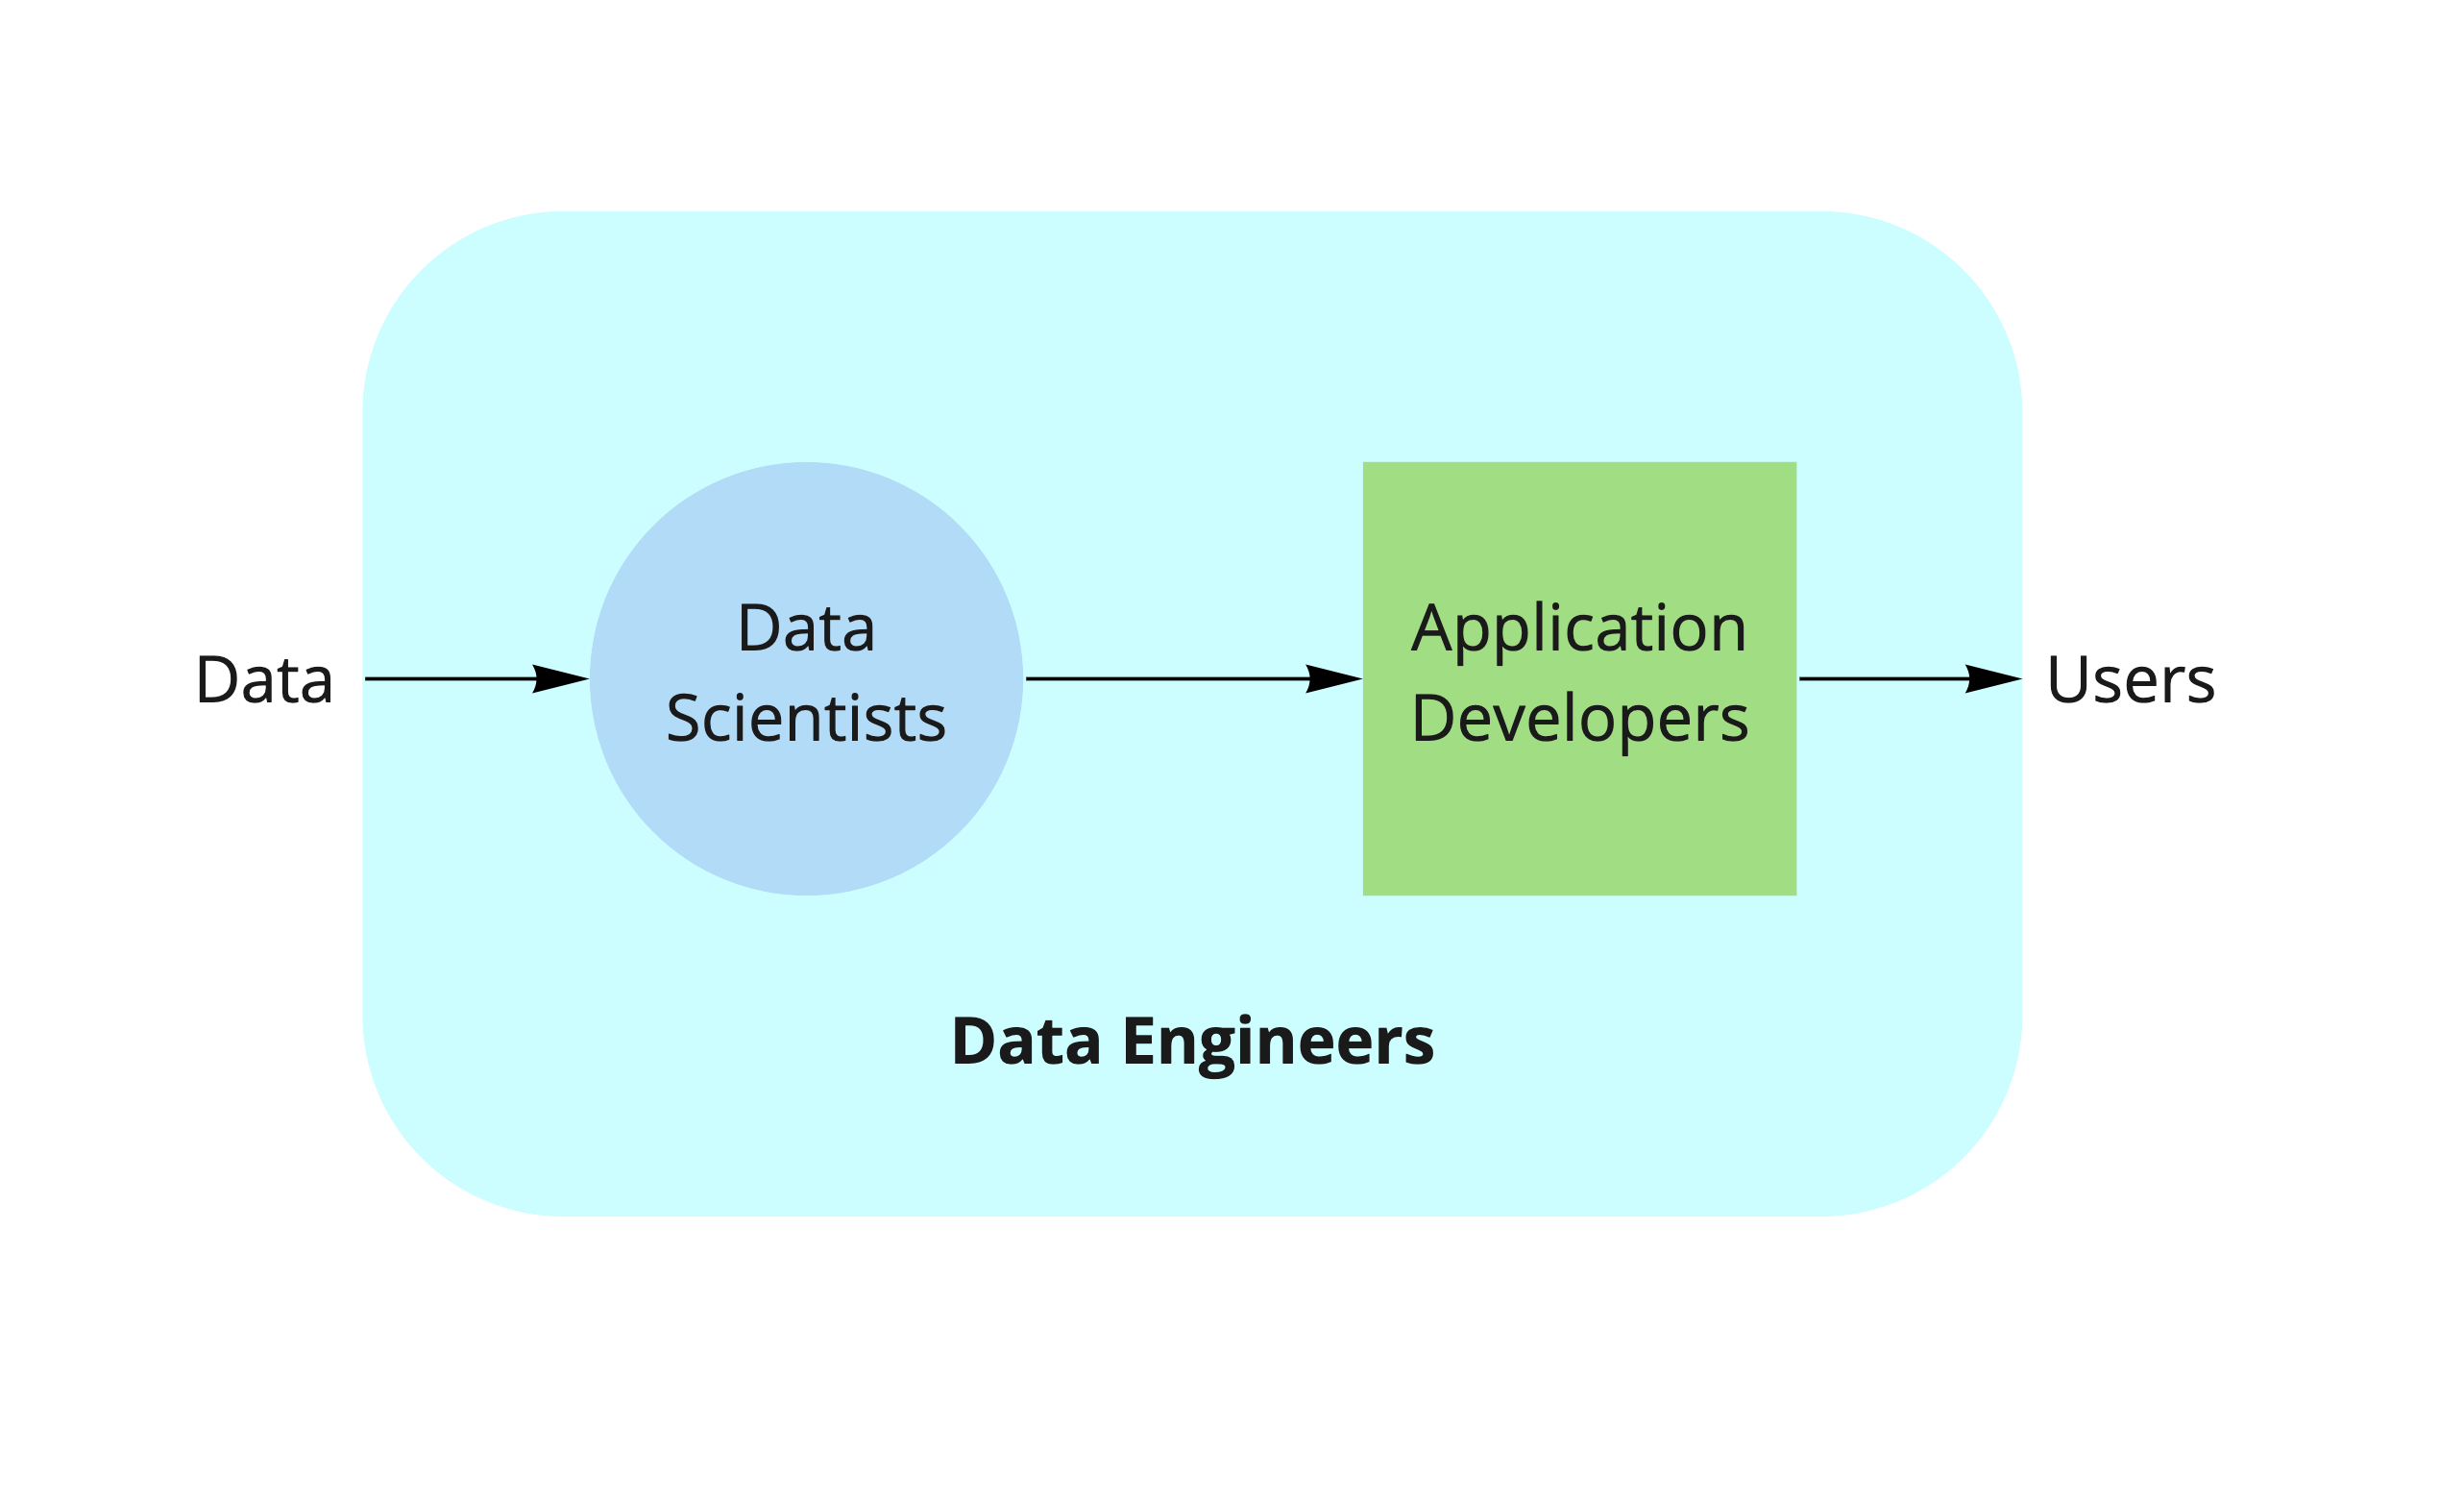 Data
Data
Scientists
Application
Developers
Users
Data Engineers